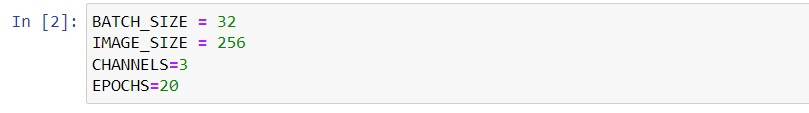 In [2]: BATCH_SIZE = 32
IMAGE_SIZE = 256
CHANNELS=3
EPOCHS=20